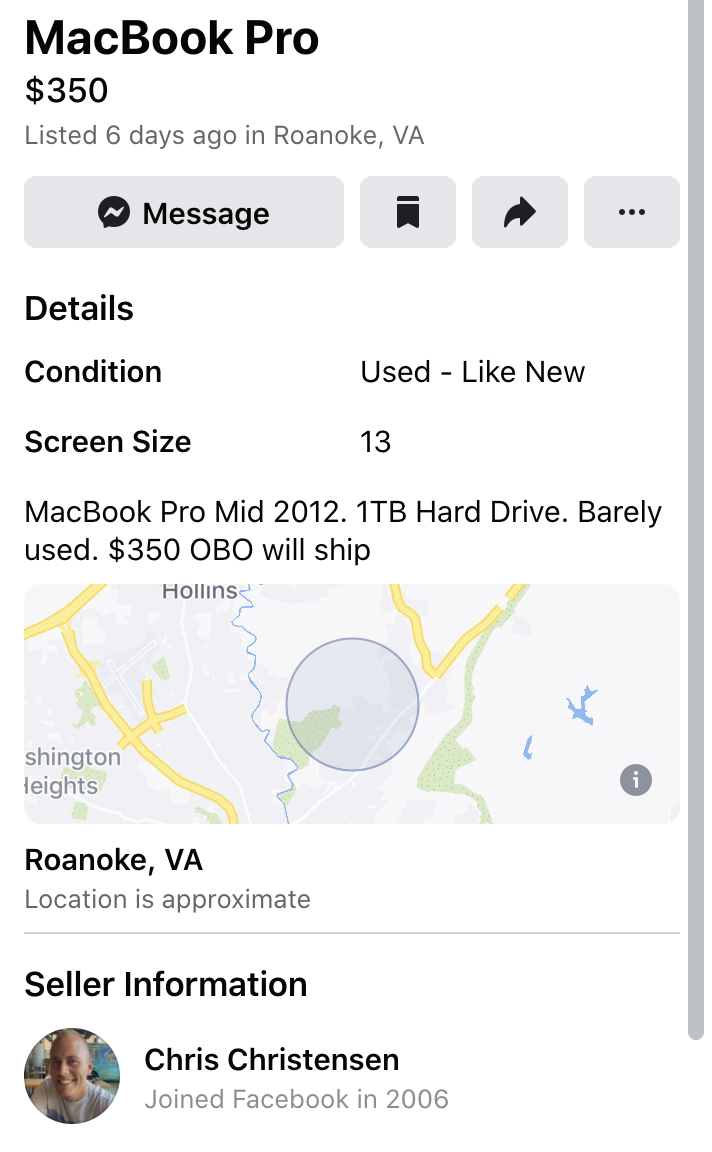 MacBook Pro
$350
Listed 6 days ago in Roanoke, VA
Message
Details
Condition Used - Like New
Screen Size 13
MacBook Pro Mid 2012. 1TB Hard Drive. Barely
used. $350 OBO will ship
Hollins
shington
Heights
Roanoke, VA
Location is approximate
Seller Information
Chris Christensen
Joined Facebook in 2006